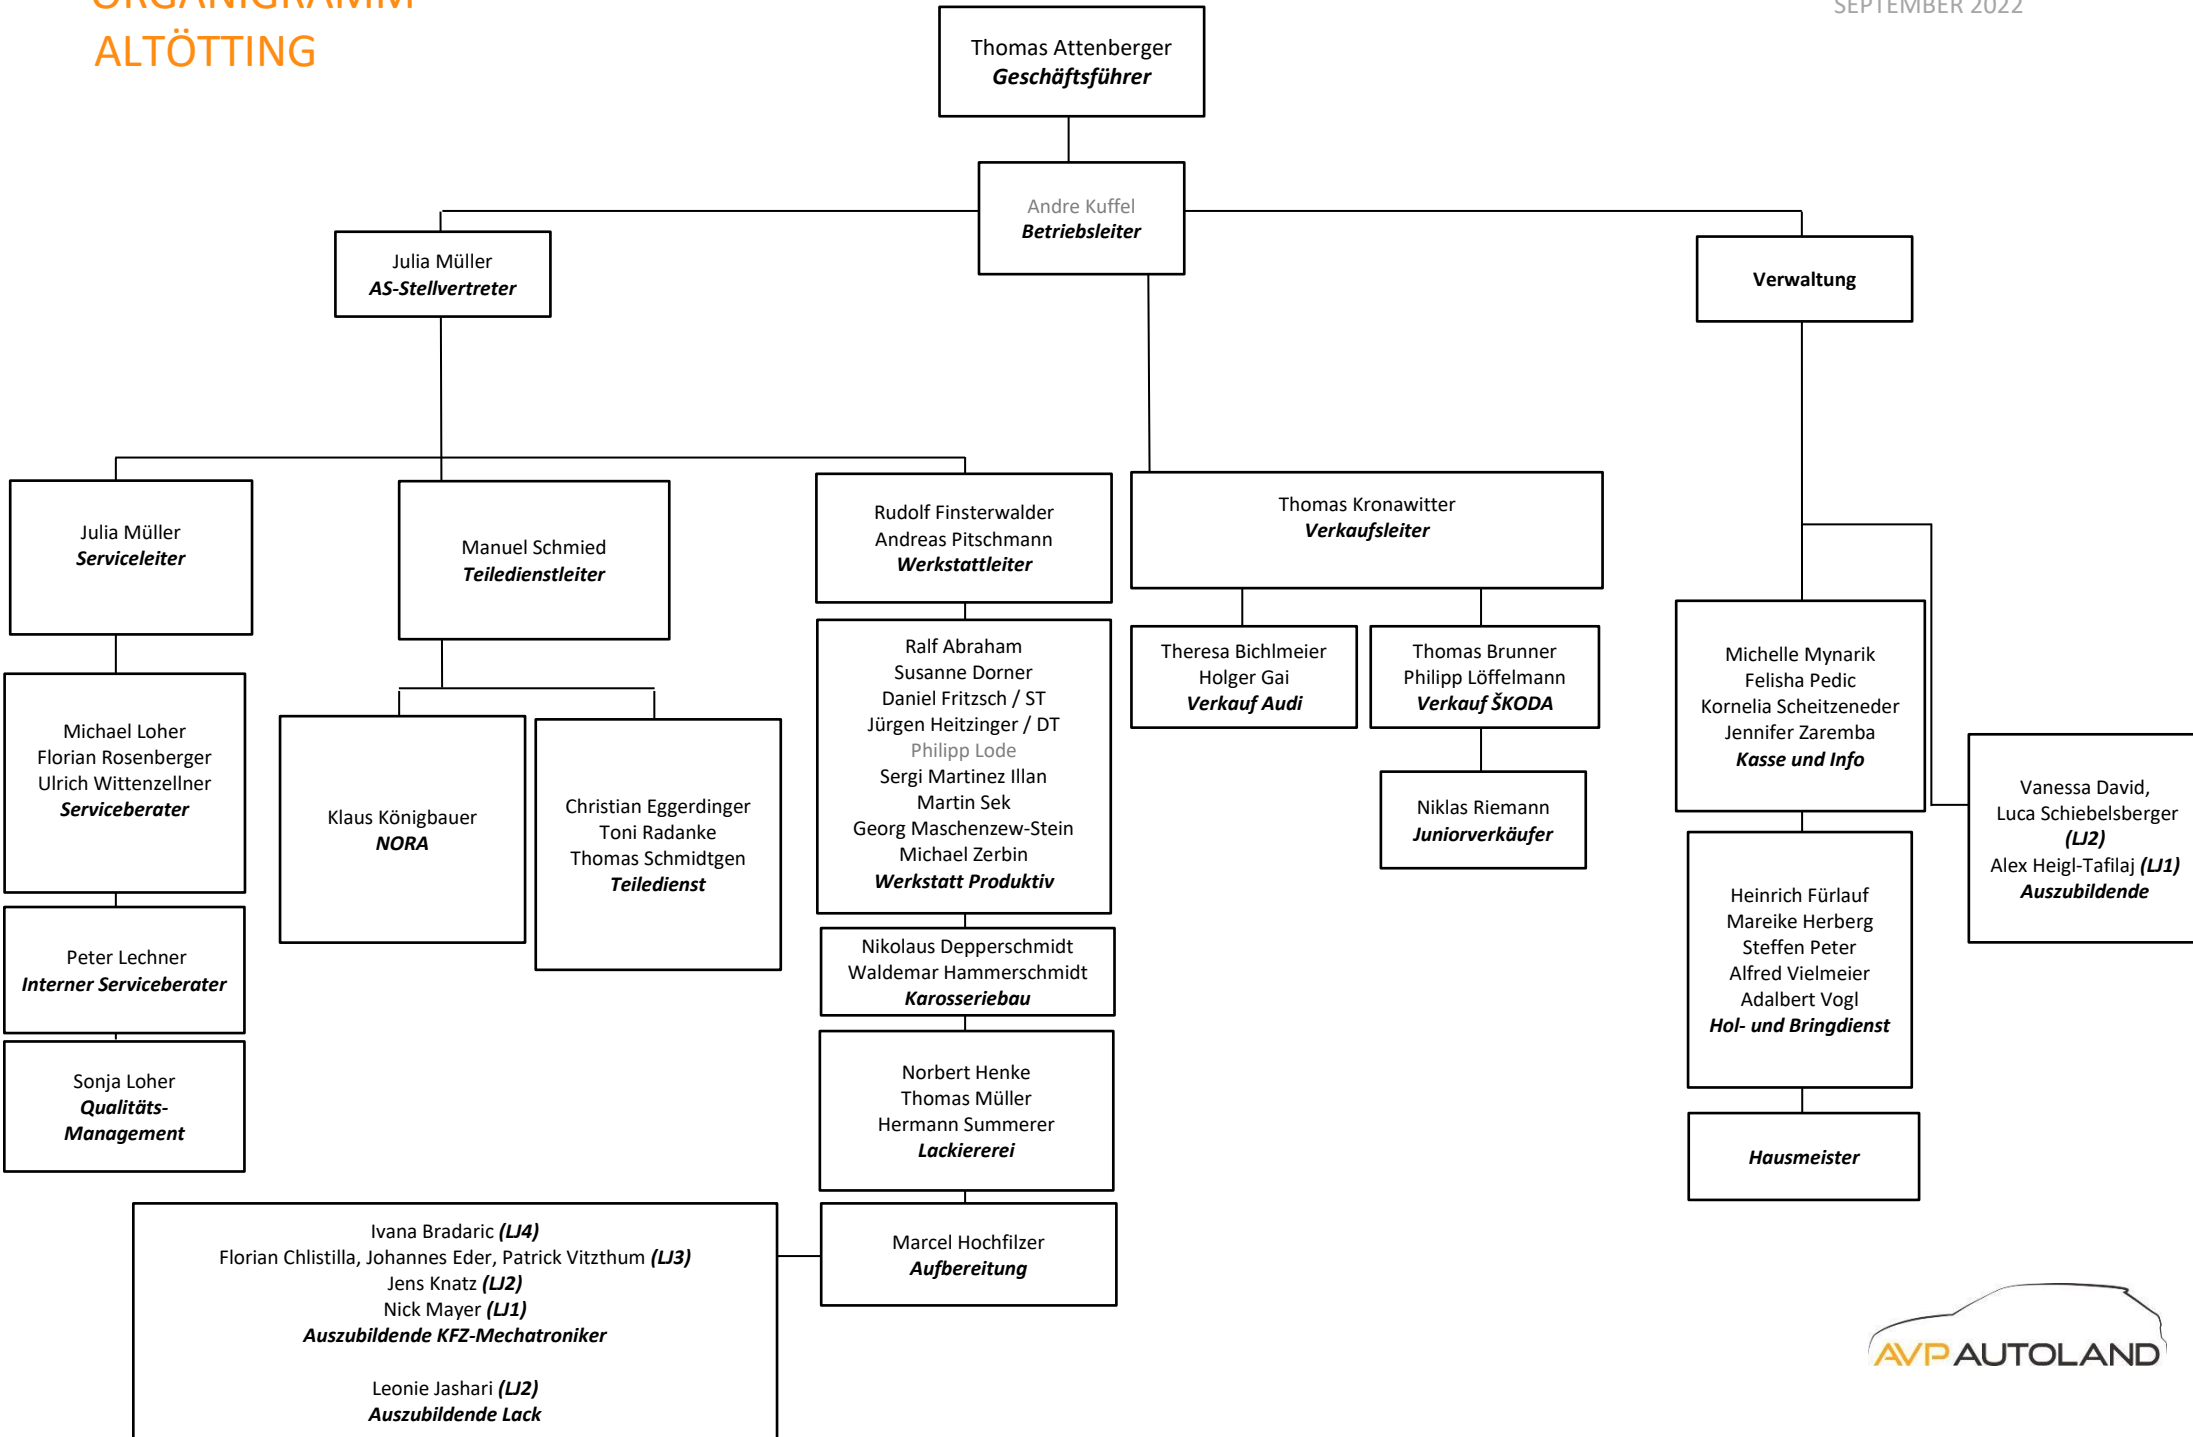 ORGANIGRAMM
ALTÖTTING
SEPTEMBER 2022
Thomas Attenberger
Geschäftsführer
Andre Kuffel
Betriebsleiter
Julia Müller
AS-Stellvertreter
Verwaltung
Julia Müller
Serviceleiter
Manuel Schmied
Teiledienstleiter
Rudolf Finsterwalder
Andreas Pitschmann
Werkstattleiter
Thomas Kronawitter
Verkaufsleiter
Michael Loher
Florian Rosenberger
Ulrich Wittenzellner
Serviceberater
Peter Lechner
Interner Serviceberater
Sonja Loher
Qualitäts-
Management
Klaus Königbauer
NORA
Christian Eggerdinger
Toni Radanke
Thomas Schmidtgen
Teiledienst
Ralf Abraham
Susanne Dorner
Daniel Fritzsch / ST
Jürgen Heitzinger / DT
Philipp Lode
Sergi Martinez Illan
Martin Sek
Georg Maschenzew-Stein
Michael Zerbin
Werkstatt Produktiv
Nikolaus Depperschmidt
Waldemar Hammerschmidt
Karosseriebau
Norbert Henke
Thomas Müller
Hermann Summerer
Lackiererei
Marcel Hochfilzer
Aufbereitung
Ivana Bradaric (LJ4)
Florian Chlistilla, Johannes Eder, Patrick Vitzthum (LJ3)
Jens Knatz (LJ2)
Nick Mayer (LJ1)
Auszubildende KFZ-Mechatroniker
Leonie Jashari (LJ2)
Auszubildende Lack
Theresa Bichlmeier
Holger Gai
Verkauf Audi
Thomas Brunner
Philipp Löffelmann
Verkauf ŠKODA
Niklas Riemann
Juniorverkäufer
Michelle Mynarik
Felisha Pedic
Kornelia Scheitzeneder
Jennifer Zaremba
Kasse und Info
Heinrich Fürlauf
Mareike Herberg
Steffen Peter
Alfred Vielmeier
Adalbert Vogl
Hol- und Bringdienst
Hausmeister
Vanessa David,
Luca Schiebelsberger
(LJ2)
Alex Heigl-Tafilaj (LJ1)
Auszubildende
AVP AUTOLAND